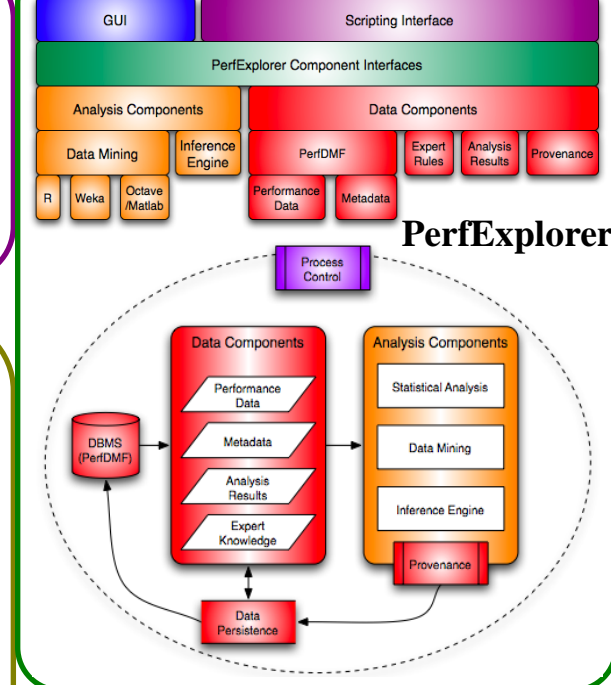 GUI
Scripting Interface
PerfExplorer Component Interfaces
Analysis Components
Data Components
Data Mining
Inference
Engine
PerfDMF
Expert
Rules
Analysis
Results
Provenance
R
Weka
Octave
/Matlab
Performance
Data
Metadata
PerfExplorer
Process
Control
Data Components
Analysis Components
Performance
Data
Statistical Analysis
DBMS
(PerfDMF)
Metadata
Data Mining
Analysis
Results
Expert
Knowledge
Inference Engine
Provenance
Data
Persistence